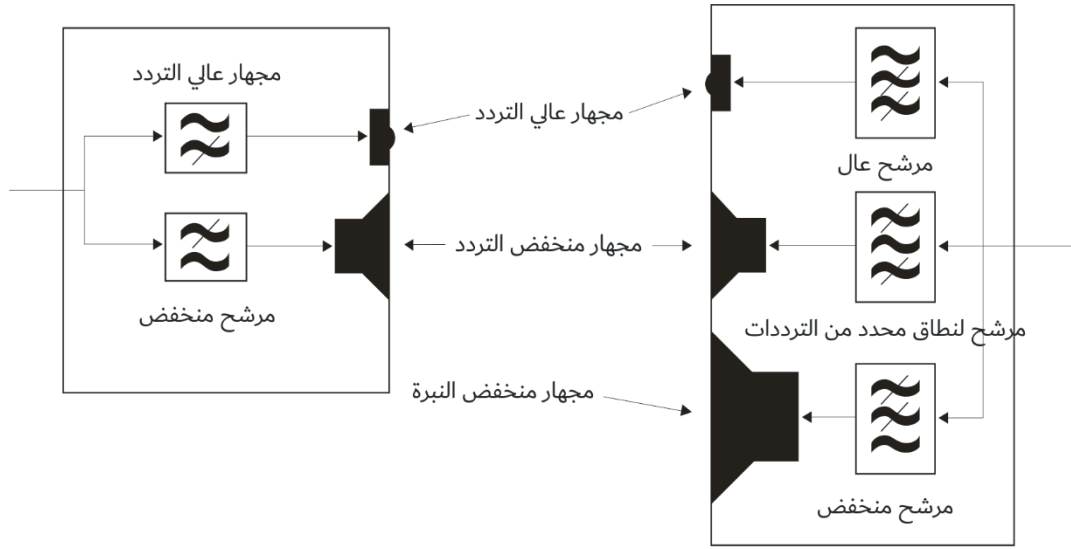 مجهار عالي التردد
مرشح منخفض
مجهار عالي التردد
مجهار منخفض التردد
مجهار منخفض النبرة
مرشح عال
مرشح لنطاق محدد من الترددات
مرشح منخفض